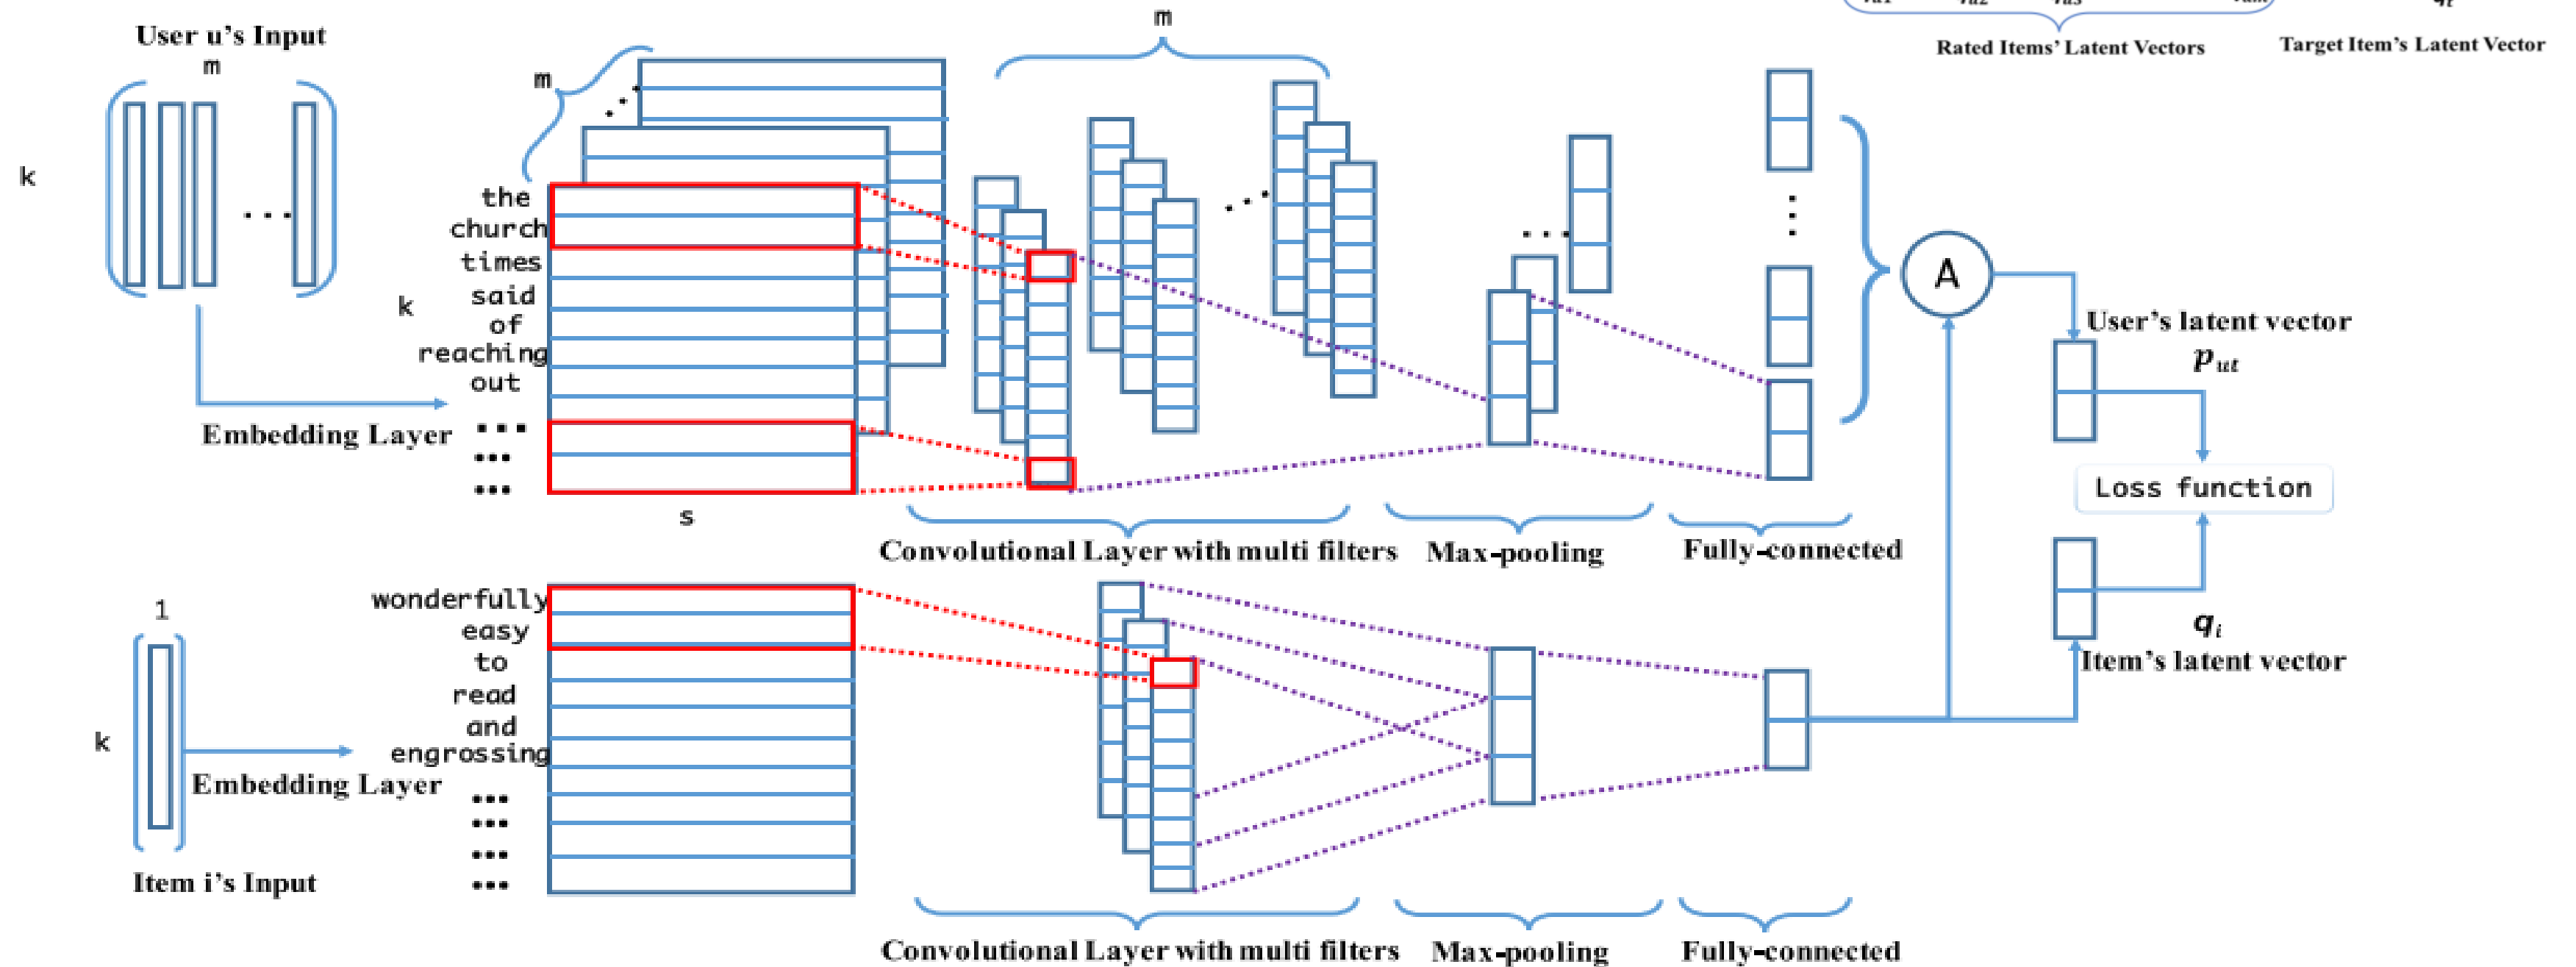 User u's Input
m
k
m
m
Rated Items' Latent Vectors
Target Item's Latent Vector
the
church
times
said
of
reaching
out
...
...
...
k
s
Embedding Layer
Convolutional Layer with multi filters
Max-pooling
Fully-connected
A
User's latent vector
p_ut
Loss function
q_i
Item's latent vector
1
k
Item i's Input
Embedding Layer
wonderfully
easy
to
read
and
engrossing
...
...
...
...
Convolutional Layer with multi filters
Max-pooling
Fully-connected